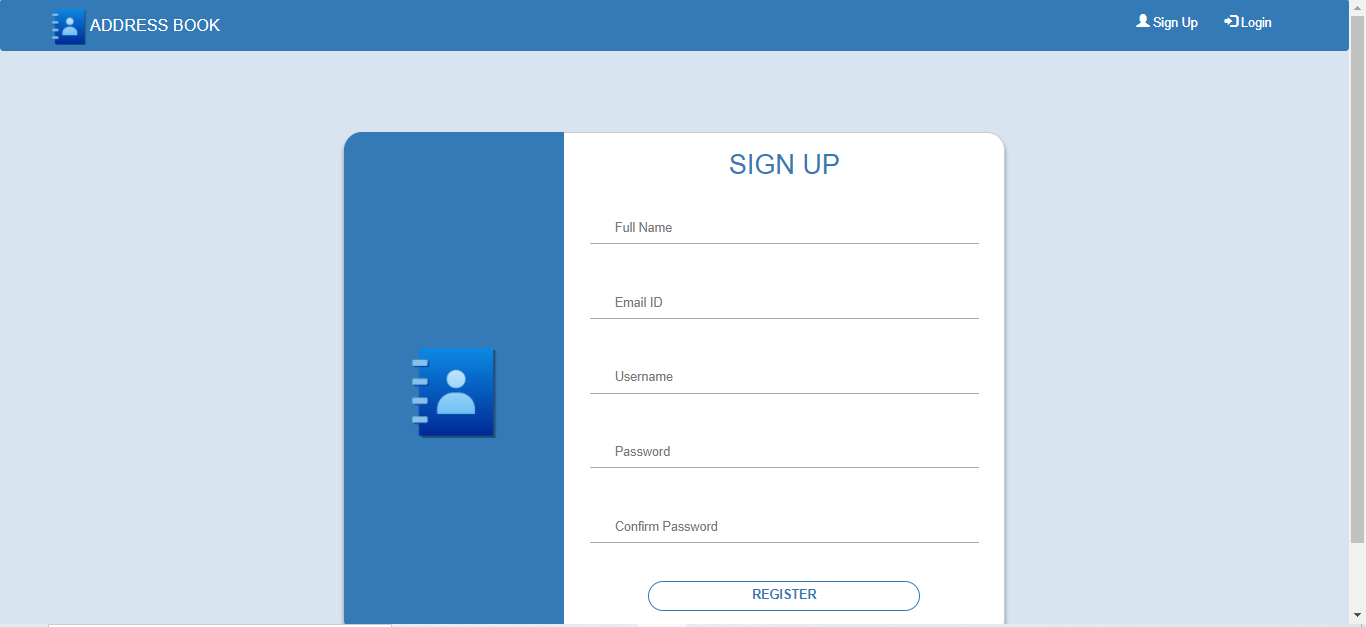 ADDRESS BOOK
Sign Up
Login
SIGN UP
Full Name
Email ID
Username
Password
Confirm Password
REGISTER